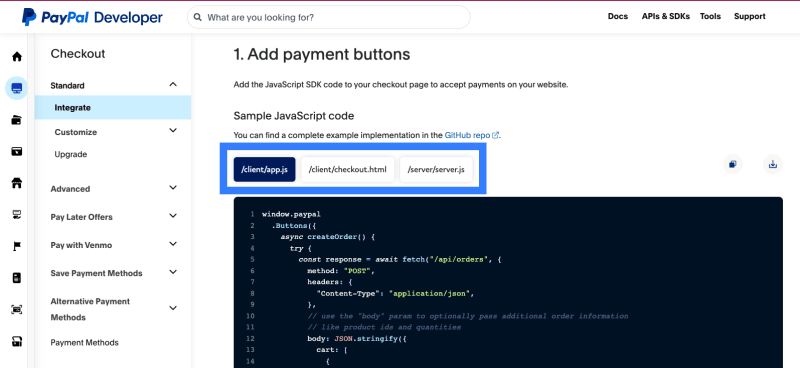 PayPal Developer
What are you looking for?
Docs APIs & SDKs Tools Support
Checkout
Standard
Integrate
Customize
Upgrade
Advanced
Pay Later Offers
Pay with Venmo
Save Payment Methods
Alternative Payment
Methods
Payment Methods
1. Add payment buttons
Add the JavaScript SDK code to your checkout page to accept payments on your website.
Sample JavaScript code
You can find a complete example implementation in the GitHub repo.
/client/app.js /client/checkout.html /server/server.js
1 window.paypal
2 .Buttons({
3 async createOrder() {
4 try {
5 const response = await fetch("/api/orders", {
6 method: "POST",
7 headers: {
8 "Content-Type": "application/json",
9 },
10 // use the "body" param to optionally pass additional order information
11 // like product ids and quantities
12 body: JSON.stringify({
13 cart: [
14 {